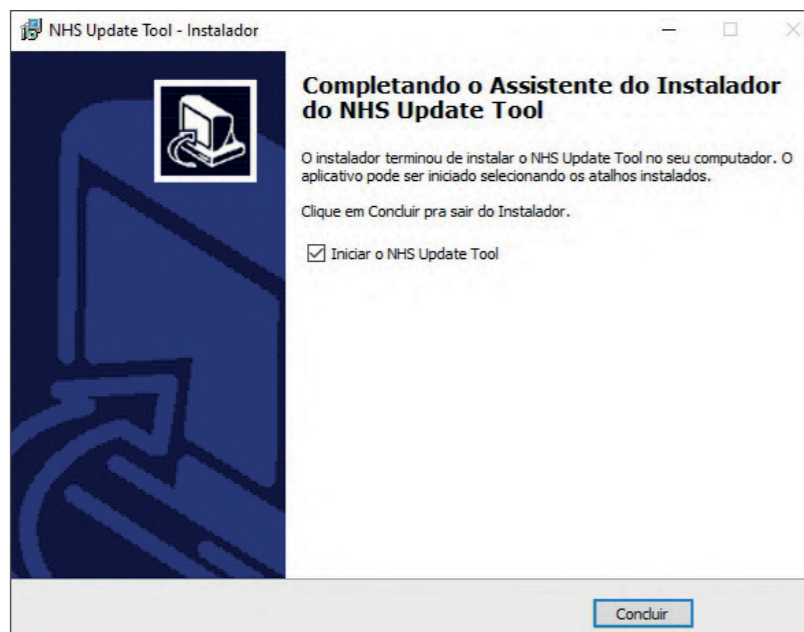 NHS Update Tool - Instalador
Completando o Assistente do Instalador
do NHS Update Tool
O instalador terminou de instalar o NHS Update Tool no seu computador. O
aplicativo pode ser iniciado selecionando os atalhos instalados.
Clique em Concluir pra sair do Instalador.
Iniciar o NHS Update Tool
Concluir